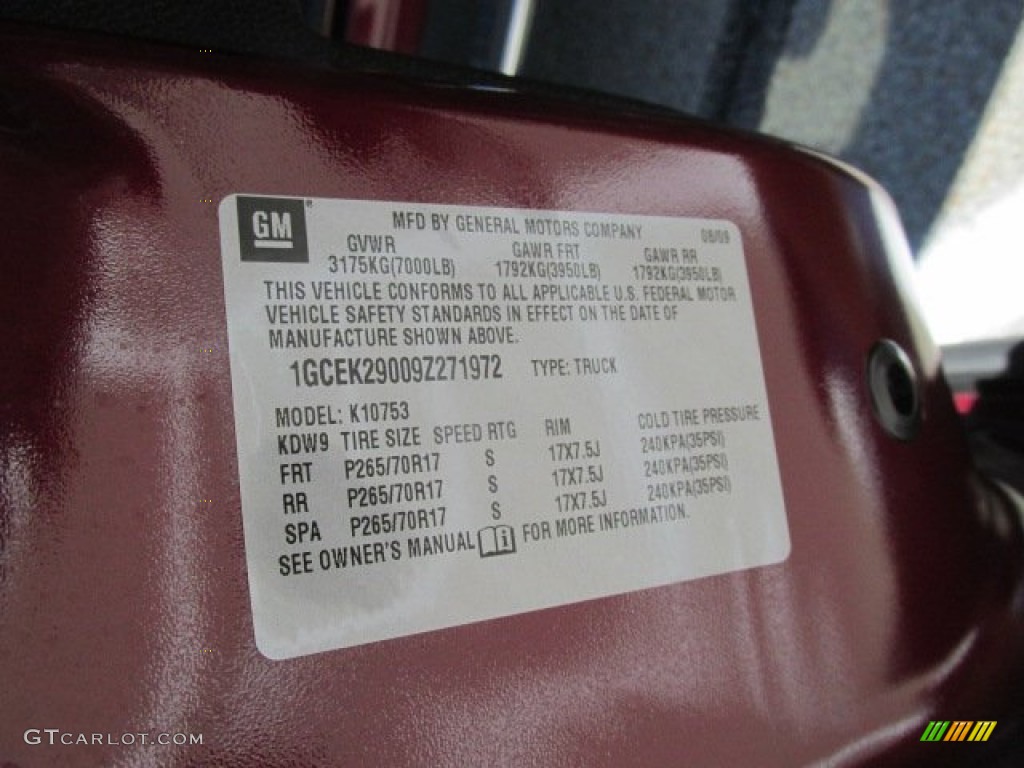 GM ® MFD BY GENERAL MOTORS COMPANY 08/09
GVWR GAWR FRT GAWR RR
3175KG(7000LB) 1792KG(3950LB) 1792KG(3950LB)
THIS VEHICLE CONFORMS TO ALL APPLICABLE U.S. FEDERAL MOTOR
VEHICLE SAFETY STANDARDS IN EFFECT ON THE DATE OF
MANUFACTURE SHOWN ABOVE.
1GCEK29009Z271972 TYPE: TRUCK
MODEL: K10753
KDW9 TIRE SIZE SPEED RTG RIM COLD TIRE PRESSURE
FRT P265/70R17 S 17X7.5J 240KPA(35PSI)
RR P265/70R17 S 17X7.5J 240KPA(35PSI)
SPA P265/70R17 S 17X7.5J 240KPA(35PSI)
SEE OWNER'S MANUAL i FOR MORE INFORMATION.
GTCARLOT.COM